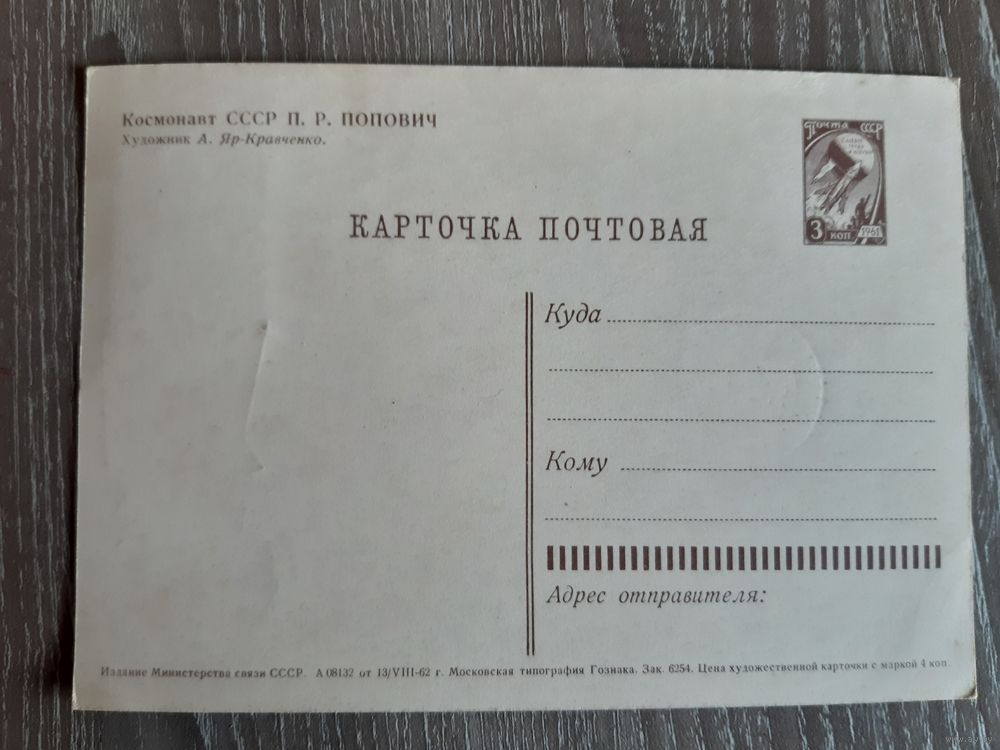 Космонавт СССР П. Р. ПОПОВИЧ
Художник А. Яр-Кравченко.
Почта СССР
3 коп. 1961
КАРТОЧКА ПОЧТОВАЯ
Куда
Кому
Адрес отправителя:
Издание Министерства связи СССР. А 08132 от 13/VIII-62 г. Московская типография Гознака. Зак. 6254. Цена художественной карточки с маркой 4 коп.